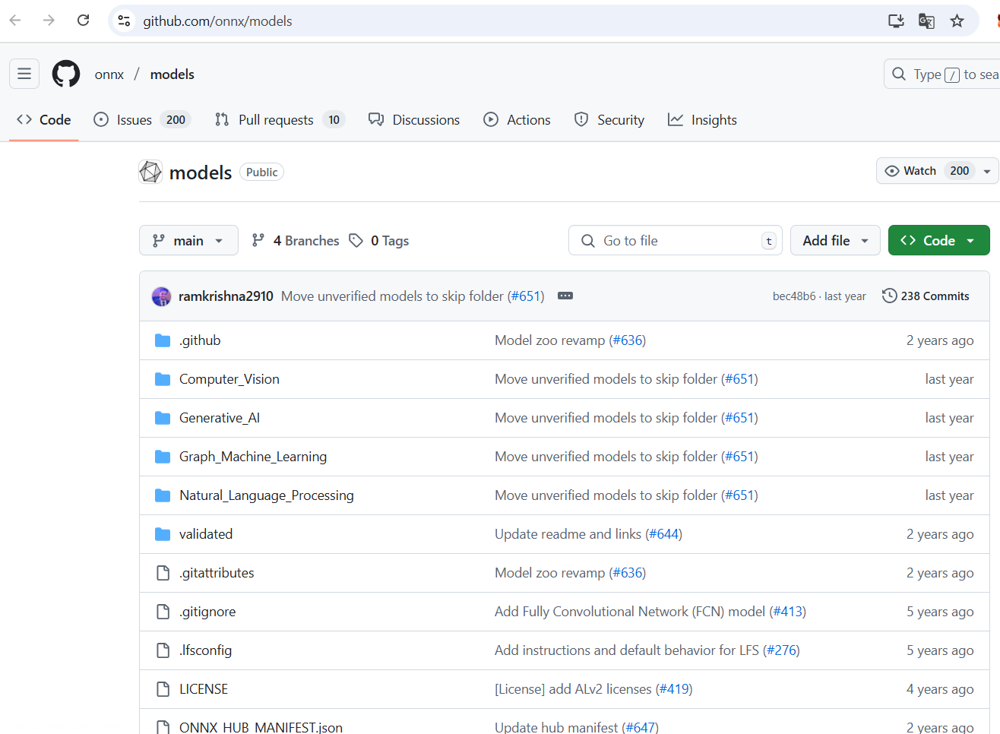 github.com/onnx/models
onnx / models
Type / to sea
Code Issues 200 Pull requests 10 Discussions Actions Security Insights
models Public
Watch 200
main 4 Branches 0 Tags Go to file t Add file Code
ramkrishna2910 Move unverified models to skip folder (#651) bec48b6 · last year 238 Commits
.github Model zoo revamp (#636) 2 years ago
Computer_Vision Move unverified models to skip folder (#651) last year
Generative_AI Move unverified models to skip folder (#651) last year
Graph_Machine_Learning Move unverified models to skip folder (#651) last year
Natural_Language_Processing Move unverified models to skip folder (#651) last year
validated Update readme and links (#644) 2 years ago
.gitattributes Model zoo revamp (#636) 2 years ago
.gitignore Add Fully Convolutional Network (FCN) model (#413) 5 years ago
.lfsconfig Add instructions and default behavior for LFS (#276) 5 years ago
LICENSE [License] add ALv2 licenses (#419) 4 years ago
ONNX_HUB_MANIFEST.json Update hub manifest (#647) 2 years ago